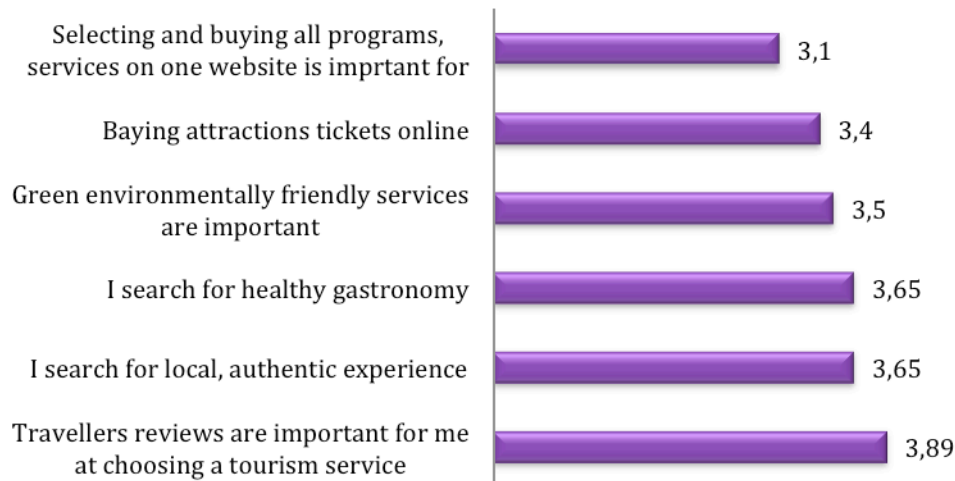 Selecting and buying all programs,
services on one website is imprtant for
3,1
Baying attractions tickets online
3,4
Green environmentally friendly services
are important
3,5
I search for healthy gastronomy
3,65
I search for local, authentic experience
3,65
Travellers reviews are important for me
at choosing a tourism service
3,89